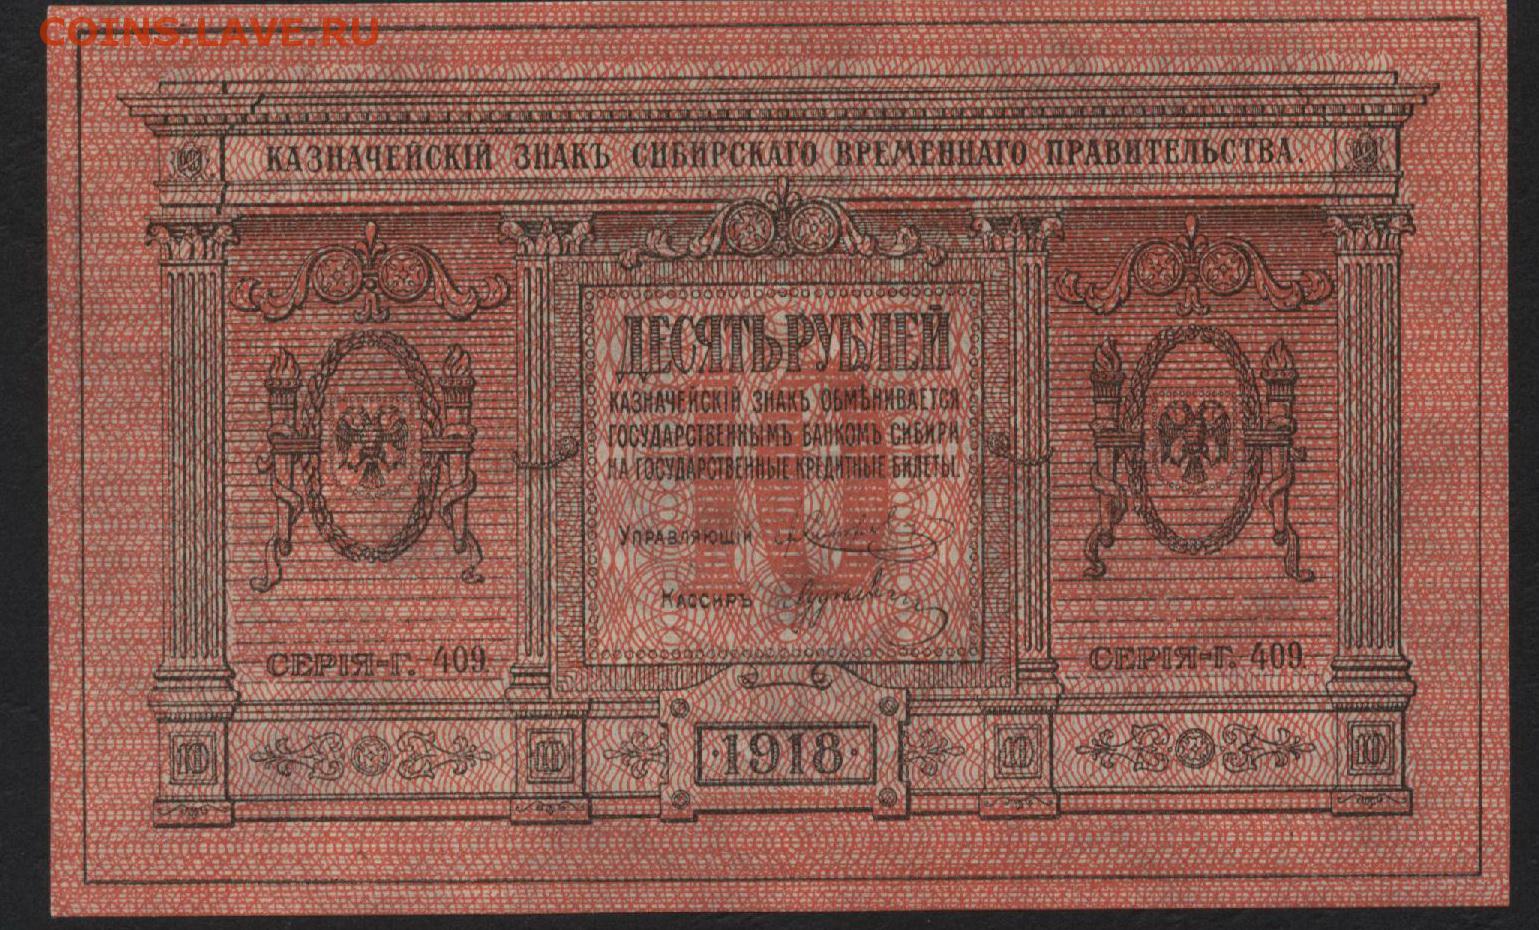 COINS.LAVE.RU
КАЗНАЧЕЙСКІЙ ЗНАКЪ СИБИРСКАГО ВРЕМЕННАГО ПРАВИТЕЛЬСТВА.
ДЕСЯТЬ РУБЛЕЙ
КАЗНАЧЕЙСКІЙ ЗНАКЪ ОБМѢНИВАЕТСЯ
ГОСУДАРСТВЕННЫМЪ БАНКОМЪ СИБИРИ
НА ГОСУДАРСТВЕННЫЕ КРЕДИТНЫЕ БИЛЕТЫ.
10
УПРАВЛЯЮЩІЙ
КАССИРЪ
СЕРІЯ-Г. 409.
СЕРІЯ-Г. 409.
10
10
·1918·
10
10